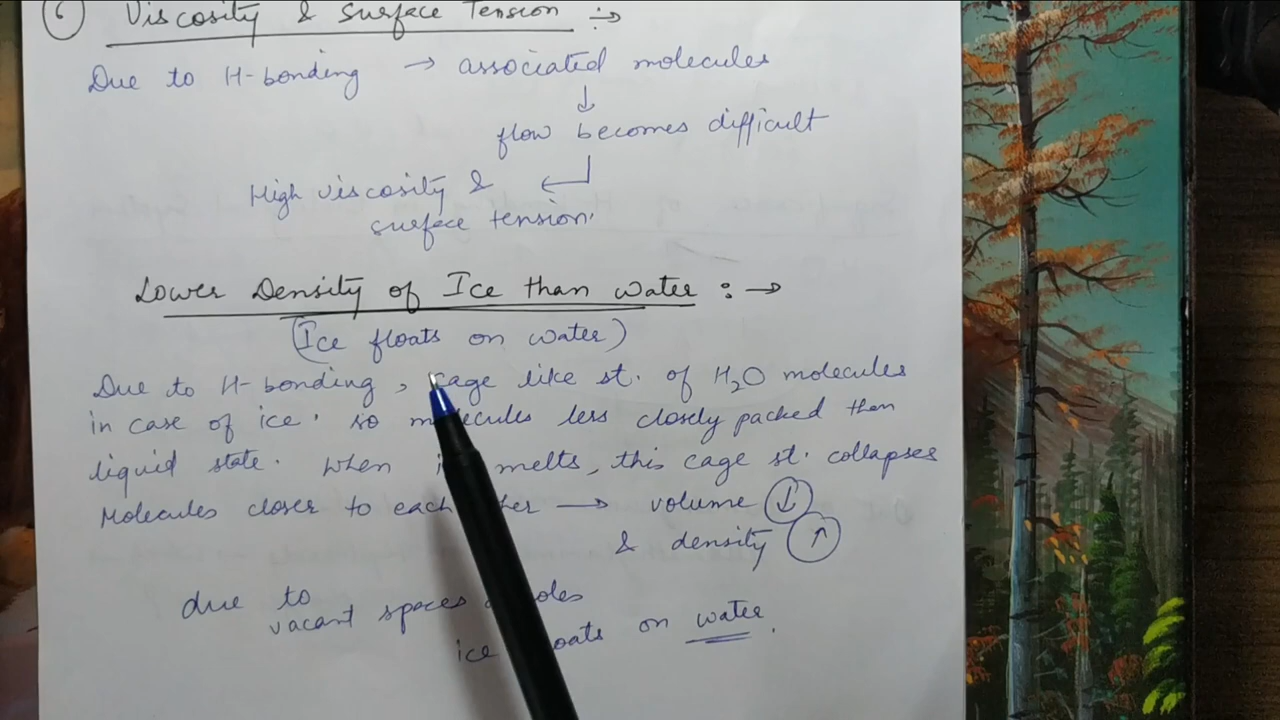 6 Viscosity & Surface Tension :→
Due to H-bonding → associated molecules
↓
flow becomes difficult
High viscosity & ←
surface tension.
Lower Density of Ice than water :→
(Ice floats on water)
Due to H-bonding, cage like st. of H₂O molecules
in case of ice. so molecules less closely packed than
liquid state. when melts, this cage st. collapses
Molecules closer to each → volume ↓
& density ↑
due to
vacant spaces
ice on water.